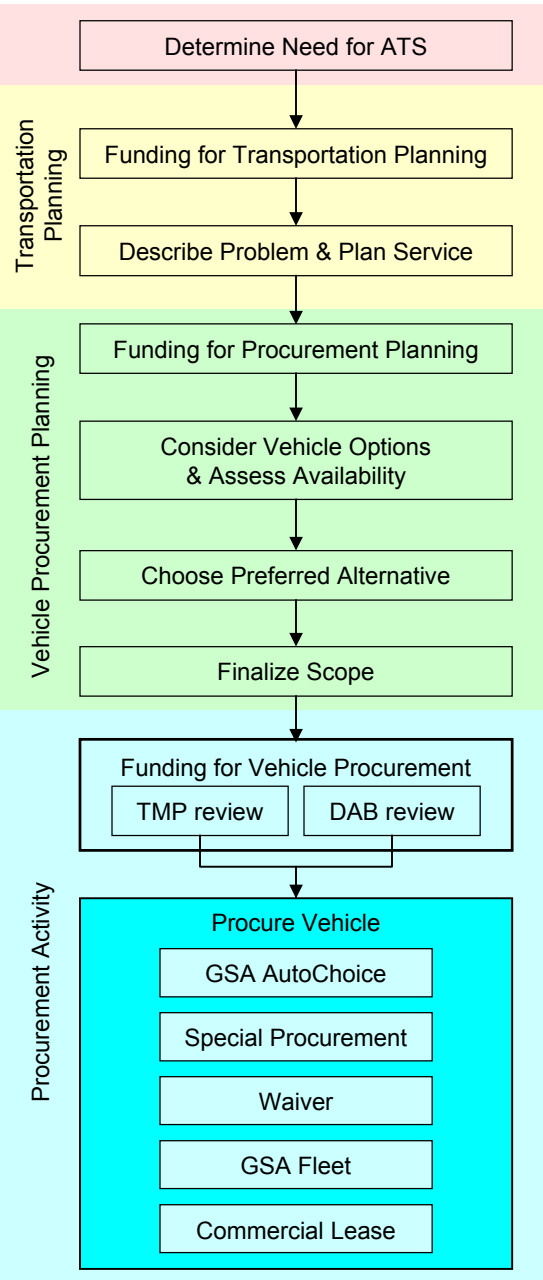 Determine Need for ATS
Transportation
Planning
Funding for Transportation Planning
Describe Problem & Plan Service
Vehicle Procurement Planning
Funding for Procurement Planning
Consider Vehicle Options
& Assess Availability
Choose Preferred Alternative
Finalize Scope
Procurement Activity
Funding for Vehicle Procurement
TMP review
DAB review
Procure Vehicle
GSA AutoChoice
Special Procurement
Waiver
GSA Fleet
Commercial Lease